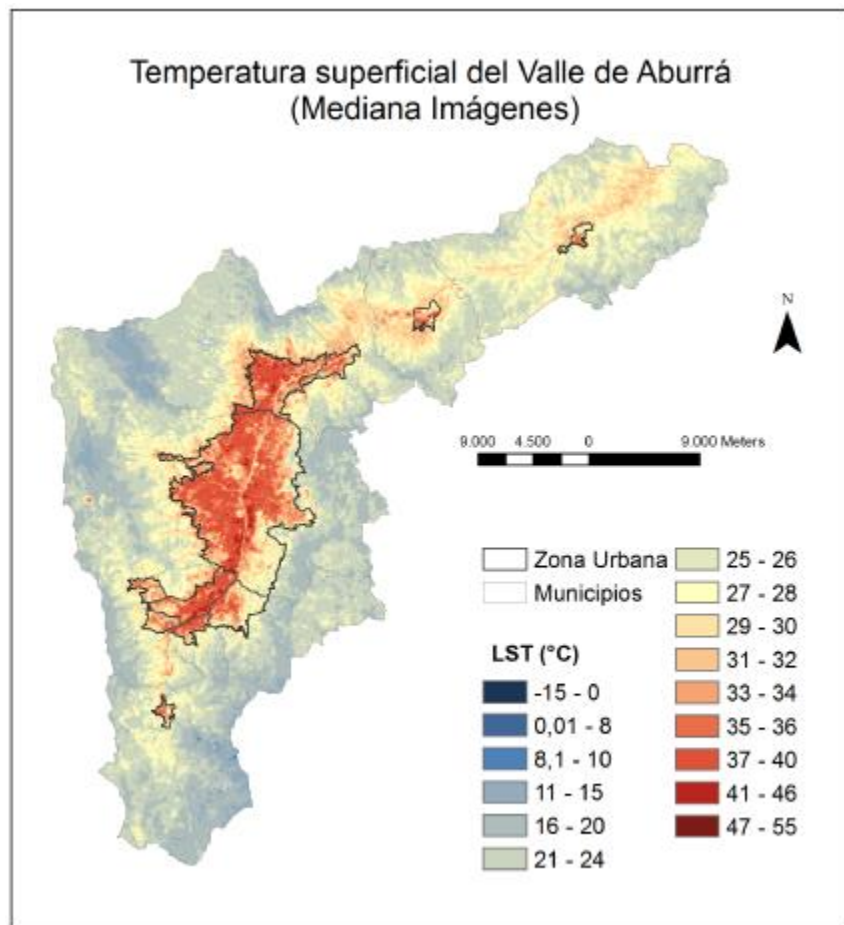 Temperatura superficial del Valle de Aburrá
(Mediana Imágenes)
N
9.000 4.500 0 9.000 Meters
Zona Urbana
Municipios
LST (°C)
-15 - 0
0,01 - 8
8,1 - 10
11 - 15
16 - 20
21 - 24
25 - 26
27 - 28
29 - 30
31 - 32
33 - 34
35 - 36
37 - 40
41 - 46
47 - 55